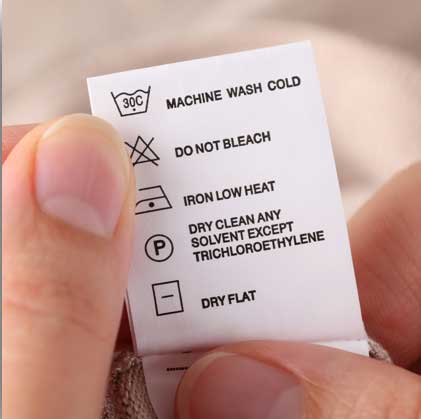 30C MACHINE WASH COLD
DO NOT BLEACH
IRON LOW HEAT
DRY CLEAN ANY
SOLVENT EXCEPT
P TRICHLOROETHYLENE
DRY FLAT